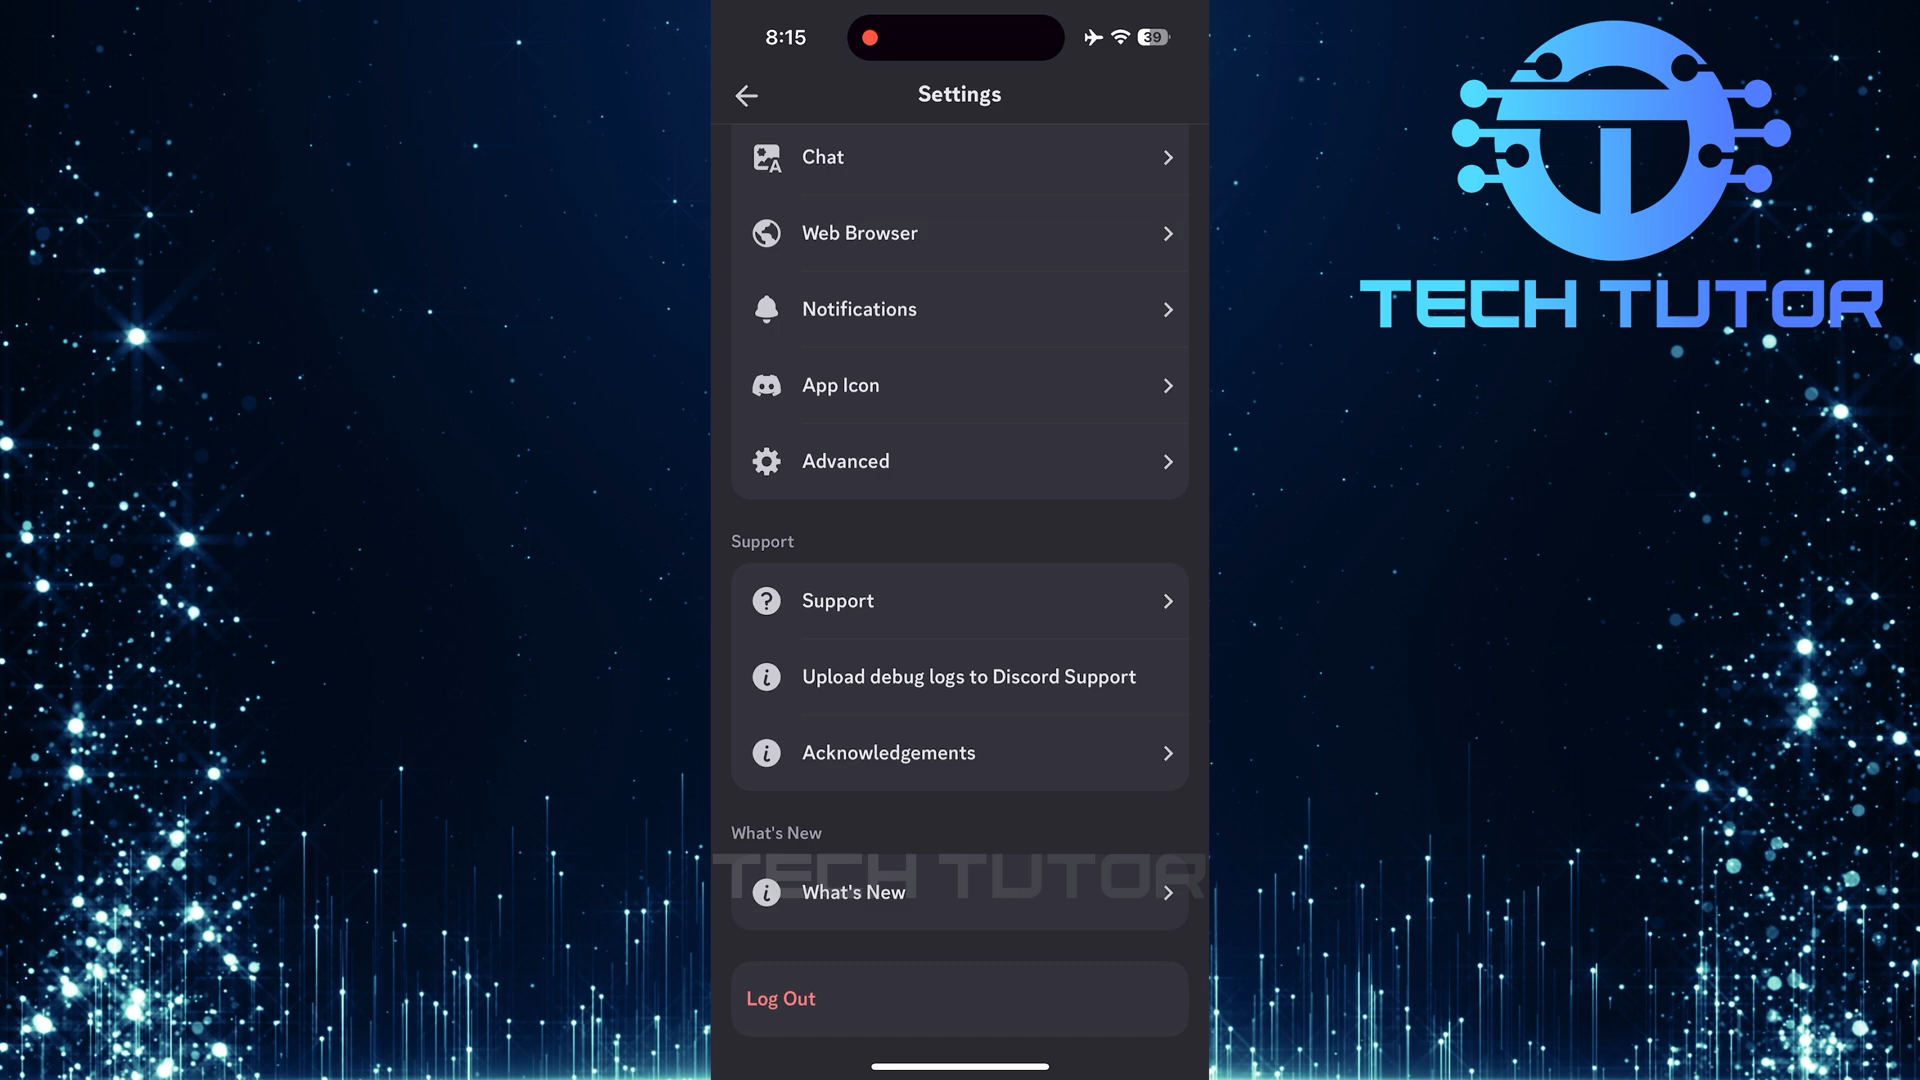 8:15
39
Settings
TECH TUTOR
Chat
Web Browser
Notifications
App Icon
Advanced
Support
Support
Upload debug logs to Discord Support
Acknowledgements
What's New
TECH TUTOR
What's New
Log Out